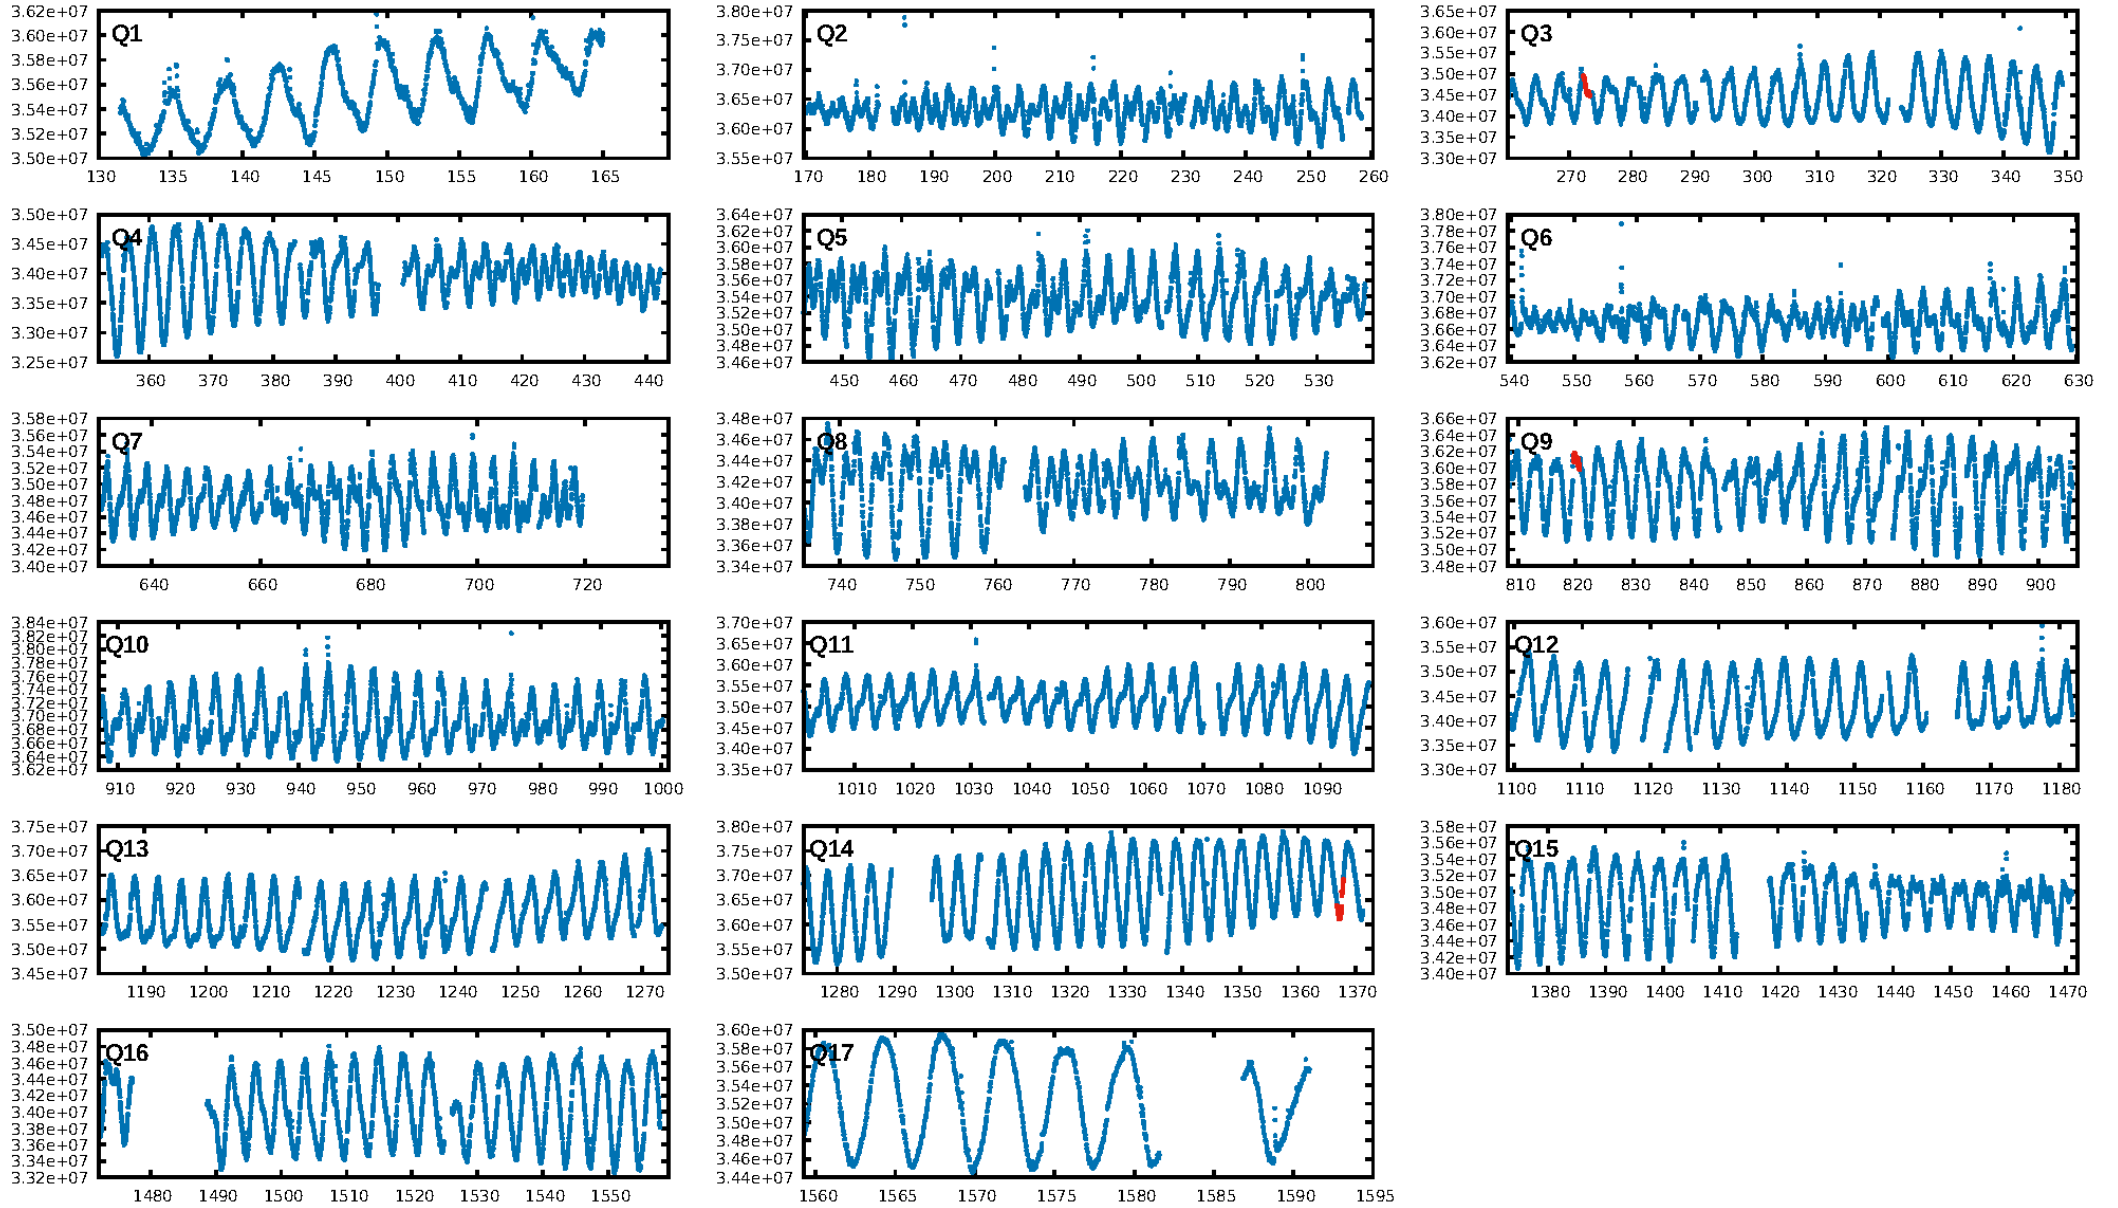 3.62e+07 3.60e+07 3.58e+07 3.56e+07 3.54e+07 3.52e+07 3.50e+07
Q1
130 135 140 145 150 155 160 165
3.80e+07 3.75e+07 3.70e+07 3.65e+07 3.60e+07 3.55e+07
Q2
170 180 190 200 210 220 230 240 250 260
3.65e+07 3.60e+07 3.55e+07 3.50e+07 3.45e+07 3.40e+07 3.35e+07 3.30e+07
Q3
270 280 290 300 310 320 330 340 350
3.50e+07 3.45e+07 3.40e+07 3.35e+07 3.30e+07 3.25e+07
Q4
360 370 380 390 400 410 420 430 440
3.64e+07 3.62e+07 3.60e+07 3.58e+07 3.56e+07 3.54e+07 3.52e+07 3.50e+07 3.48e+07 3.46e+07
Q5
450 460 470 480 490 500 510 520 530
3.80e+07 3.78e+07 3.76e+07 3.74e+07 3.72e+07 3.70e+07 3.68e+07 3.66e+07 3.64e+07 3.62e+07
Q6
540 550 560 570 580 590 600 610 620 630
3.58e+07 3.56e+07 3.54e+07 3.52e+07 3.50e+07 3.48e+07 3.46e+07 3.44e+07 3.42e+07 3.40e+07
Q7
640 660 680 700 720
3.48e+07 3.46e+07 3.44e+07 3.42e+07 3.40e+07 3.38e+07 3.36e+07 3.34e+07
Q8
740 750 760 770 780 790 800
3.66e+07 3.64e+07 3.62e+07 3.60e+07 3.58e+07 3.56e+07 3.54e+07 3.52e+07 3.50e+07 3.48e+07
Q9
810 820 830 840 850 860 870 880 890 900
3.84e+07 3.82e+07 3.80e+07 3.78e+07 3.76e+07 3.74e+07 3.72e+07 3.70e+07 3.68e+07 3.66e+07 3.64e+07 3.62e+07
Q10
910 920 930 940 950 960 970 980 990 1000
3.70e+07 3.65e+07 3.60e+07 3.55e+07 3.50e+07 3.45e+07 3.40e+07 3.35e+07
Q11
1010 1020 1030 1040 1050 1060 1070 1080 1090
3.60e+07 3.55e+07 3.50e+07 3.45e+07 3.40e+07 3.35e+07 3.30e+07
Q12
1100 1110 1120 1130 1140 1150 1160 1170 1180
3.75e+07 3.70e+07 3.65e+07 3.60e+07 3.55e+07 3.50e+07 3.45e+07
Q13
1190 1200 1210 1220 1230 1240 1250 1260 1270
3.80e+07 3.75e+07 3.70e+07 3.65e+07 3.60e+07 3.55e+07 3.50e+07
Q14
1280 1290 1300 1310 1320 1330 1340 1350 1360 1370
3.58e+07 3.56e+07 3.54e+07 3.52e+07 3.50e+07 3.48e+07 3.46e+07 3.44e+07 3.42e+07 3.40e+07
Q15
1380 1390 1400 1410 1420 1430 1440 1450 1460 1470
3.50e+07 3.48e+07 3.46e+07 3.44e+07 3.42e+07 3.40e+07 3.38e+07 3.36e+07 3.34e+07 3.32e+07
Q16
1480 1490 1500 1510 1520 1530 1540 1550
3.60e+07 3.58e+07 3.56e+07 3.54e+07 3.52e+07 3.50e+07 3.48e+07 3.46e+07 3.44e+07
Q17
1560 1565 1570 1575 1580 1585 1590 1595